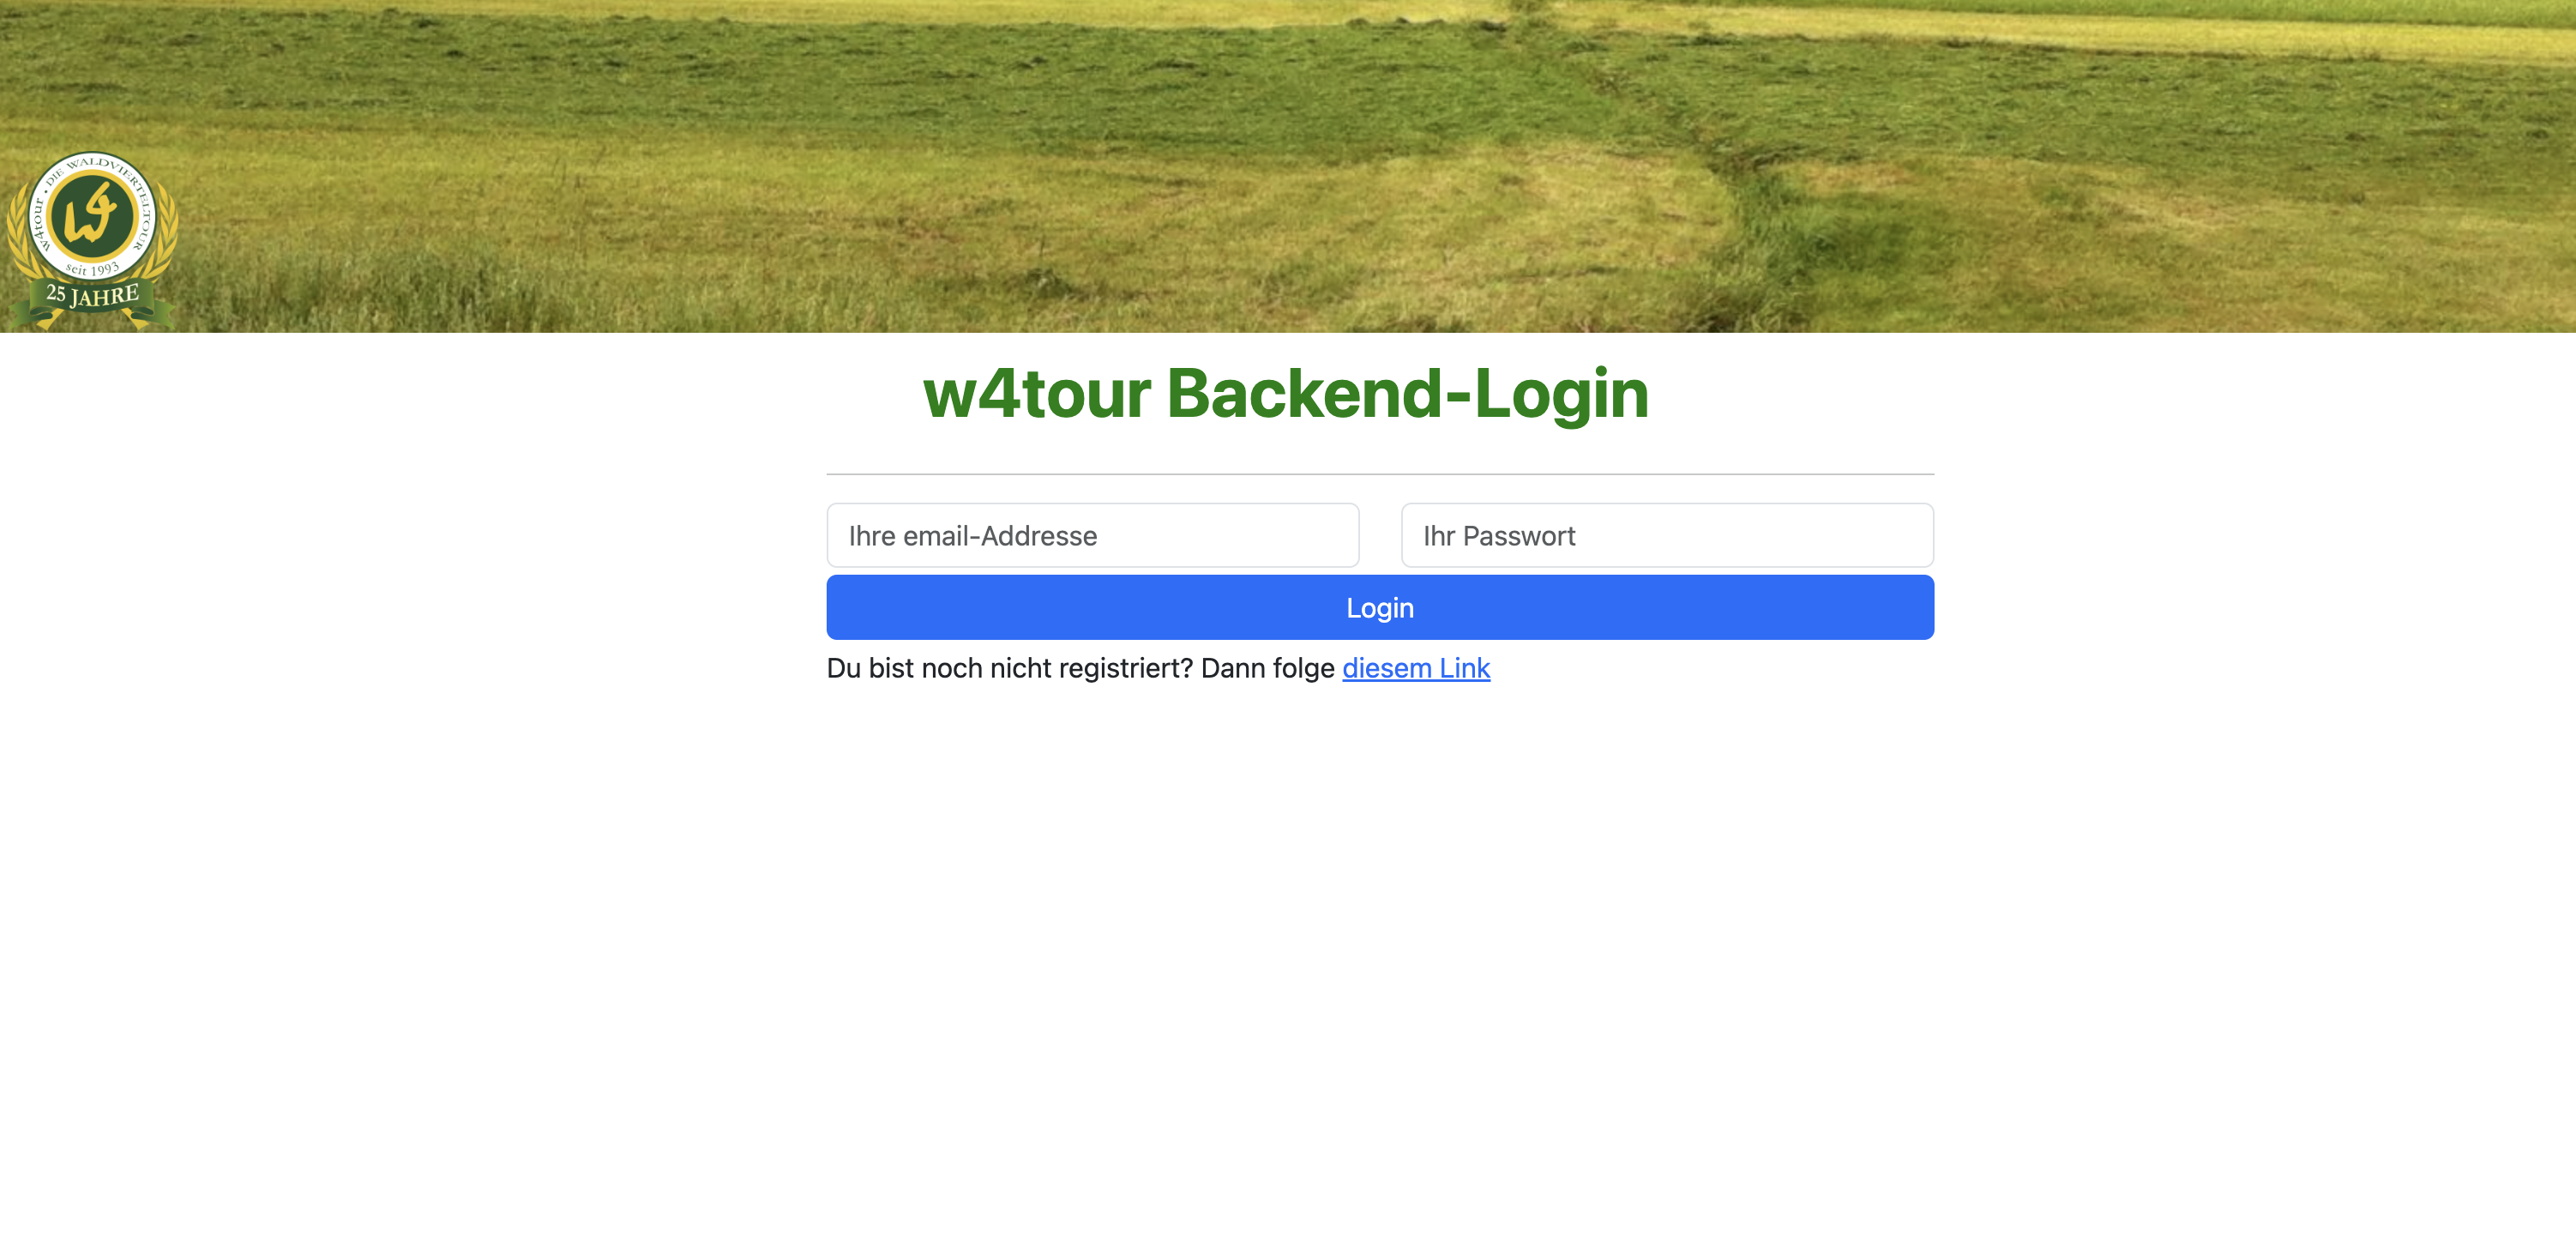 w4tour • DIE WALDVIERTELTOUR
W4
seit 1993
25 JAHRE
w4tour Backend-Login
Ihre email-Addresse
Ihr Passwort
Login
Du bist noch nicht registriert? Dann folge diesem Link